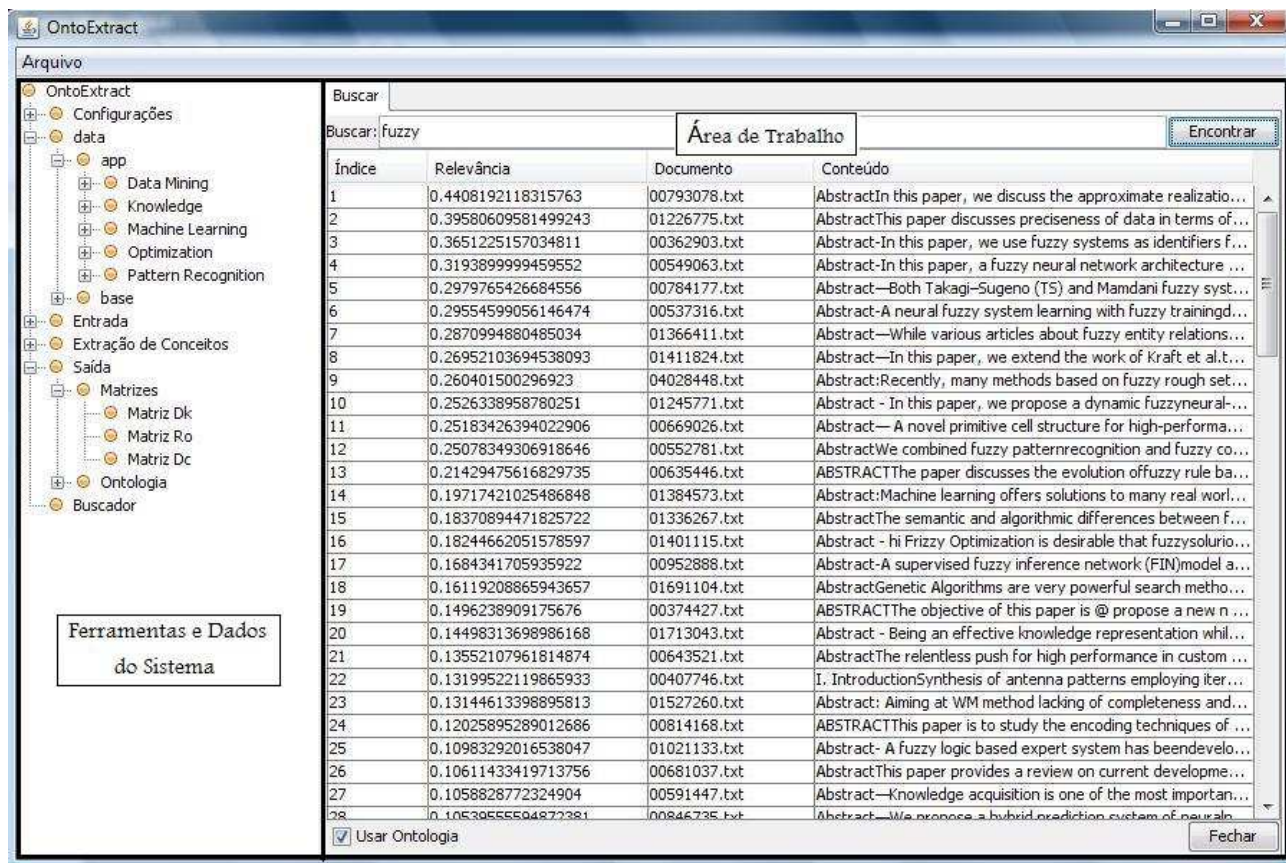 OntoExtract
Arquivo
OntoExtract
Configurações
data
app
Data Mining
Knowledge
Machine Learning
Optimization
Pattern Recognition
base
Entrada
Extração de Conceitos
Saída
Matrizes
Matriz Dk
Matriz Ro
Matriz Dc
Ontologia
Buscador
Ferramentas e Dados
do Sistema
Buscar
Buscar: fuzzy
Área de Trabalho
Encontrar
Índice Relevância Documento Conteúdo
1 0.4408192118315763 00793078.txt AbstractIn this paper, we discuss the approximate realizatio...
2 0.39580609581499243 01226775.txt AbstractThis paper discusses preciseness of data in terms of...
3 0.3651225157034811 00362903.txt Abstract-In this paper, we use fuzzy systems as identifiers f...
4 0.3193899999459552 00549063.txt Abstract-In this paper, a fuzzy neural network architecture ...
5 0.2979765426684556 00784177.txt Abstract—Both Takagi–Sugeno (TS) and Mamdani fuzzy syst...
6 0.29554599056146474 00537316.txt Abstract-A neural fuzzy system learning with fuzzy trainingd...
7 0.2870994880485034 01366411.txt Abstract—While various articles about fuzzy entity relations...
8 0.26952103694538093 01411824.txt Abstract—In this paper, we extend the work of Kraft et al.t...
9 0.260401500296923 04028448.txt Abstract:Recently, many methods based on fuzzy rough set...
10 0.2526338958780251 01245771.txt Abstract - In this paper, we propose a dynamic fuzzyneural-...
11 0.25183426394022906 00669026.txt Abstract— A novel primitive cell structure for high-performa...
12 0.25078349306918646 00552781.txt AbstractWe combined fuzzy patternrecognition and fuzzy co...
13 0.21429475616829735 00635446.txt ABSTRACTThe paper discusses the evolution offuzzy rule ba...
14 0.19717421025486848 01384573.txt Abstract:Machine learning offers solutions to many real worl...
15 0.18370894471825722 01336267.txt AbstractThe semantic and algorithmic differences between f...
16 0.18244662051578597 01401115.txt Abstract - hi Frizzy Optimization is desirable that fuzzysolurio...
17 0.1684341705935922 00952888.txt Abstract-A supervised fuzzy inference network (FIN)model a...
18 0.16119208865943657 01691104.txt AbstractGenetic Algorithms are very powerful search metho...
19 0.1496238909175676 00374427.txt ABSTRACTThe objective of this paper is @ propose a new n ...
20 0.14498313698986168 01713043.txt Abstract - Being an effective knowledge representation whil...
21 0.13552107961814874 00643521.txt AbstractThe relentless push for high performance in custom ...
22 0.13199522119865933 00407746.txt I. IntroductionSynthesis of antenna patterns employing iter...
23 0.13144613398895813 01527260.txt Abstract: Aiming at WM method lacking of completeness and...
24 0.12025895289012686 00814168.txt ABSTRACTThis paper is to study the encoding techniques of ...
25 0.10983292016538047 01021133.txt Abstract- A fuzzy logic based expert system has beendevelo...
26 0.10611433419713756 00681037.txt AbstractThis paper provides a review on current developme...
27 0.1058828772324904 00591447.txt Abstract—Knowledge acquisition is one of the most importan...
28 0.10539555594872381 00846735.txt Abstract—We propose a hybrid prediction system of neuraln...
Usar Ontologia
Fechar